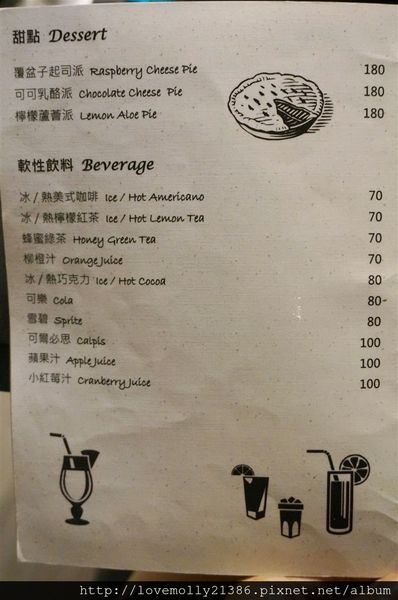 甜點 Dessert
覆盆子起司派 Raspberry Cheese Pie 180
可可乳酪派 Chocolate Cheese Pie 180
檸檬蘆薈派 Lemon Aloe Pie 180
軟性飲料 Beverage
冰/熱美式咖啡 Ice / Hot Americano 70
冰/熱檸檬紅茶 Ice / Hot Lemon Tea 70
蜂蜜綠茶 Honey Green Tea 70
柳橙汁 Orange Juice 70
冰/熱巧克力 Ice / Hot Cocoa 80
可樂 Cola 80
雪碧 Sprite 80
可爾必思 Calpis 100
蘋果汁 Apple Juice 100
小紅莓汁 Cranberry Juice 100
http://lovemolly21386.pixnet.net/album